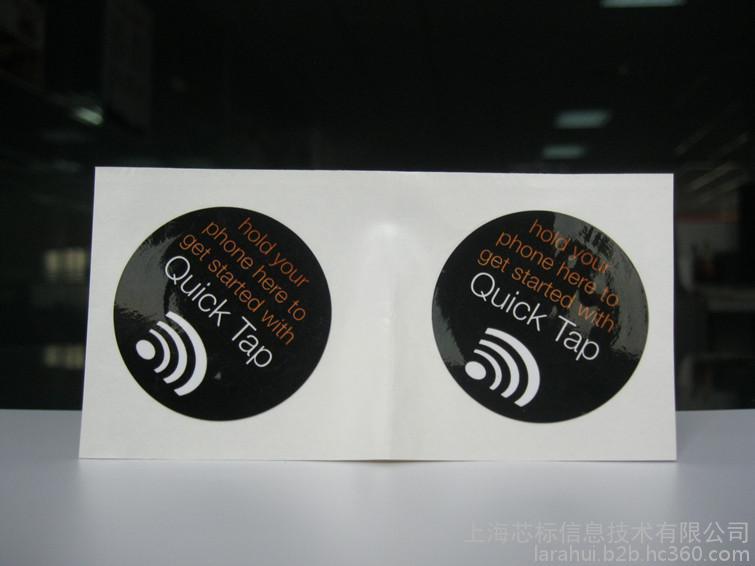 hold your
phone here to
get started with
Quick Tap
hold your
phone here to
get started with
Quick Tap
上海芯标信息技术有限公司
larahui.b2b.hc360.com